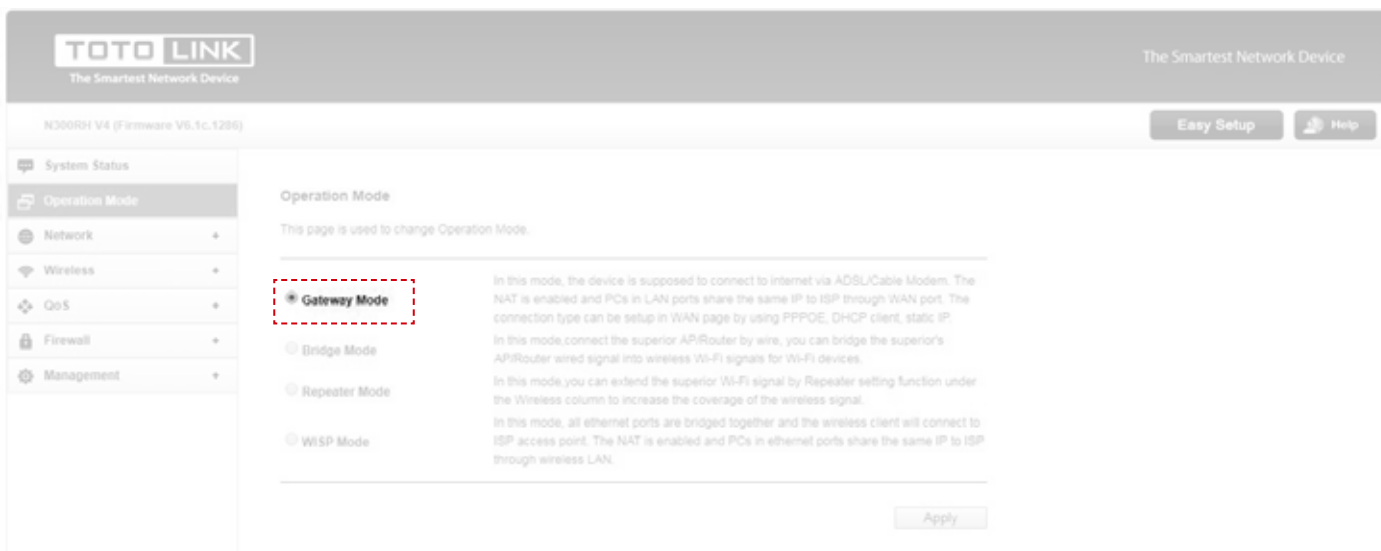 TOTO LINK
The Smartest Network Device
The Smartest Network Device
N300RH V4 (Firmware V6.1c.1206)
Easy Setup
Help
System Status
Operation Mode
Network +
Wireless +
QoS +
Firewall +
Management +
Operation Mode
This page is used to change Operation Mode.
Gateway Mode
In this mode, the device is supposed to connect to internet via ADSL/Cable Modem. The
NAT is enabled and PCs in LAN ports share the same IP to ISP through WAN port. The
connection type can be setup in WAN page by using PPPOE, DHCP client, static IP.
Bridge Mode
In this mode,connect the superior AP/Router by wire, you can bridge the superior's
AP/Router wired signal into wireless Wi-Fi signals for Wi-Fi devices.
Repeater Mode
In this mode,you can extend the superior Wi-Fi signal by Repeater setting function under
the Wireless column to increase the coverage of the wireless signal.
WISP Mode
In this mode, all ethernet ports are bridged together and the wireless client will connect to
ISP access point. The NAT is enabled and PCs in ethernet ports share the same IP to ISP
through wireless LAN.
Apply